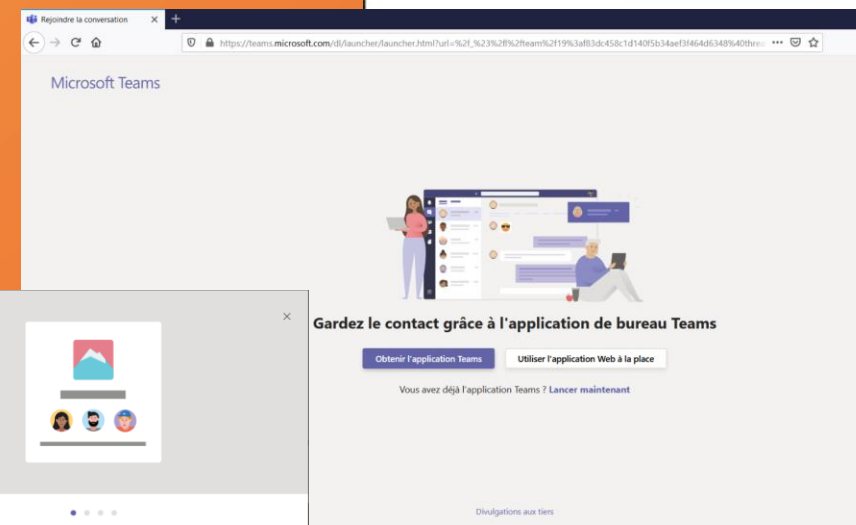 Rejoindre la conversation
https://teams.microsoft.com/dl/launcher/launcher.html?url=%2f_%23%2fl%2fteam%2f19%3af83dc458c1d140f5b34aef3f464d6348%40threa
Microsoft Teams
Gardez le contact grâce à l'application de bureau Teams
Obtenir l'application Teams
Utiliser l'application Web à la place
Vous avez déjà l'application Teams ? Lancer maintenant
Divulgations aux tiers